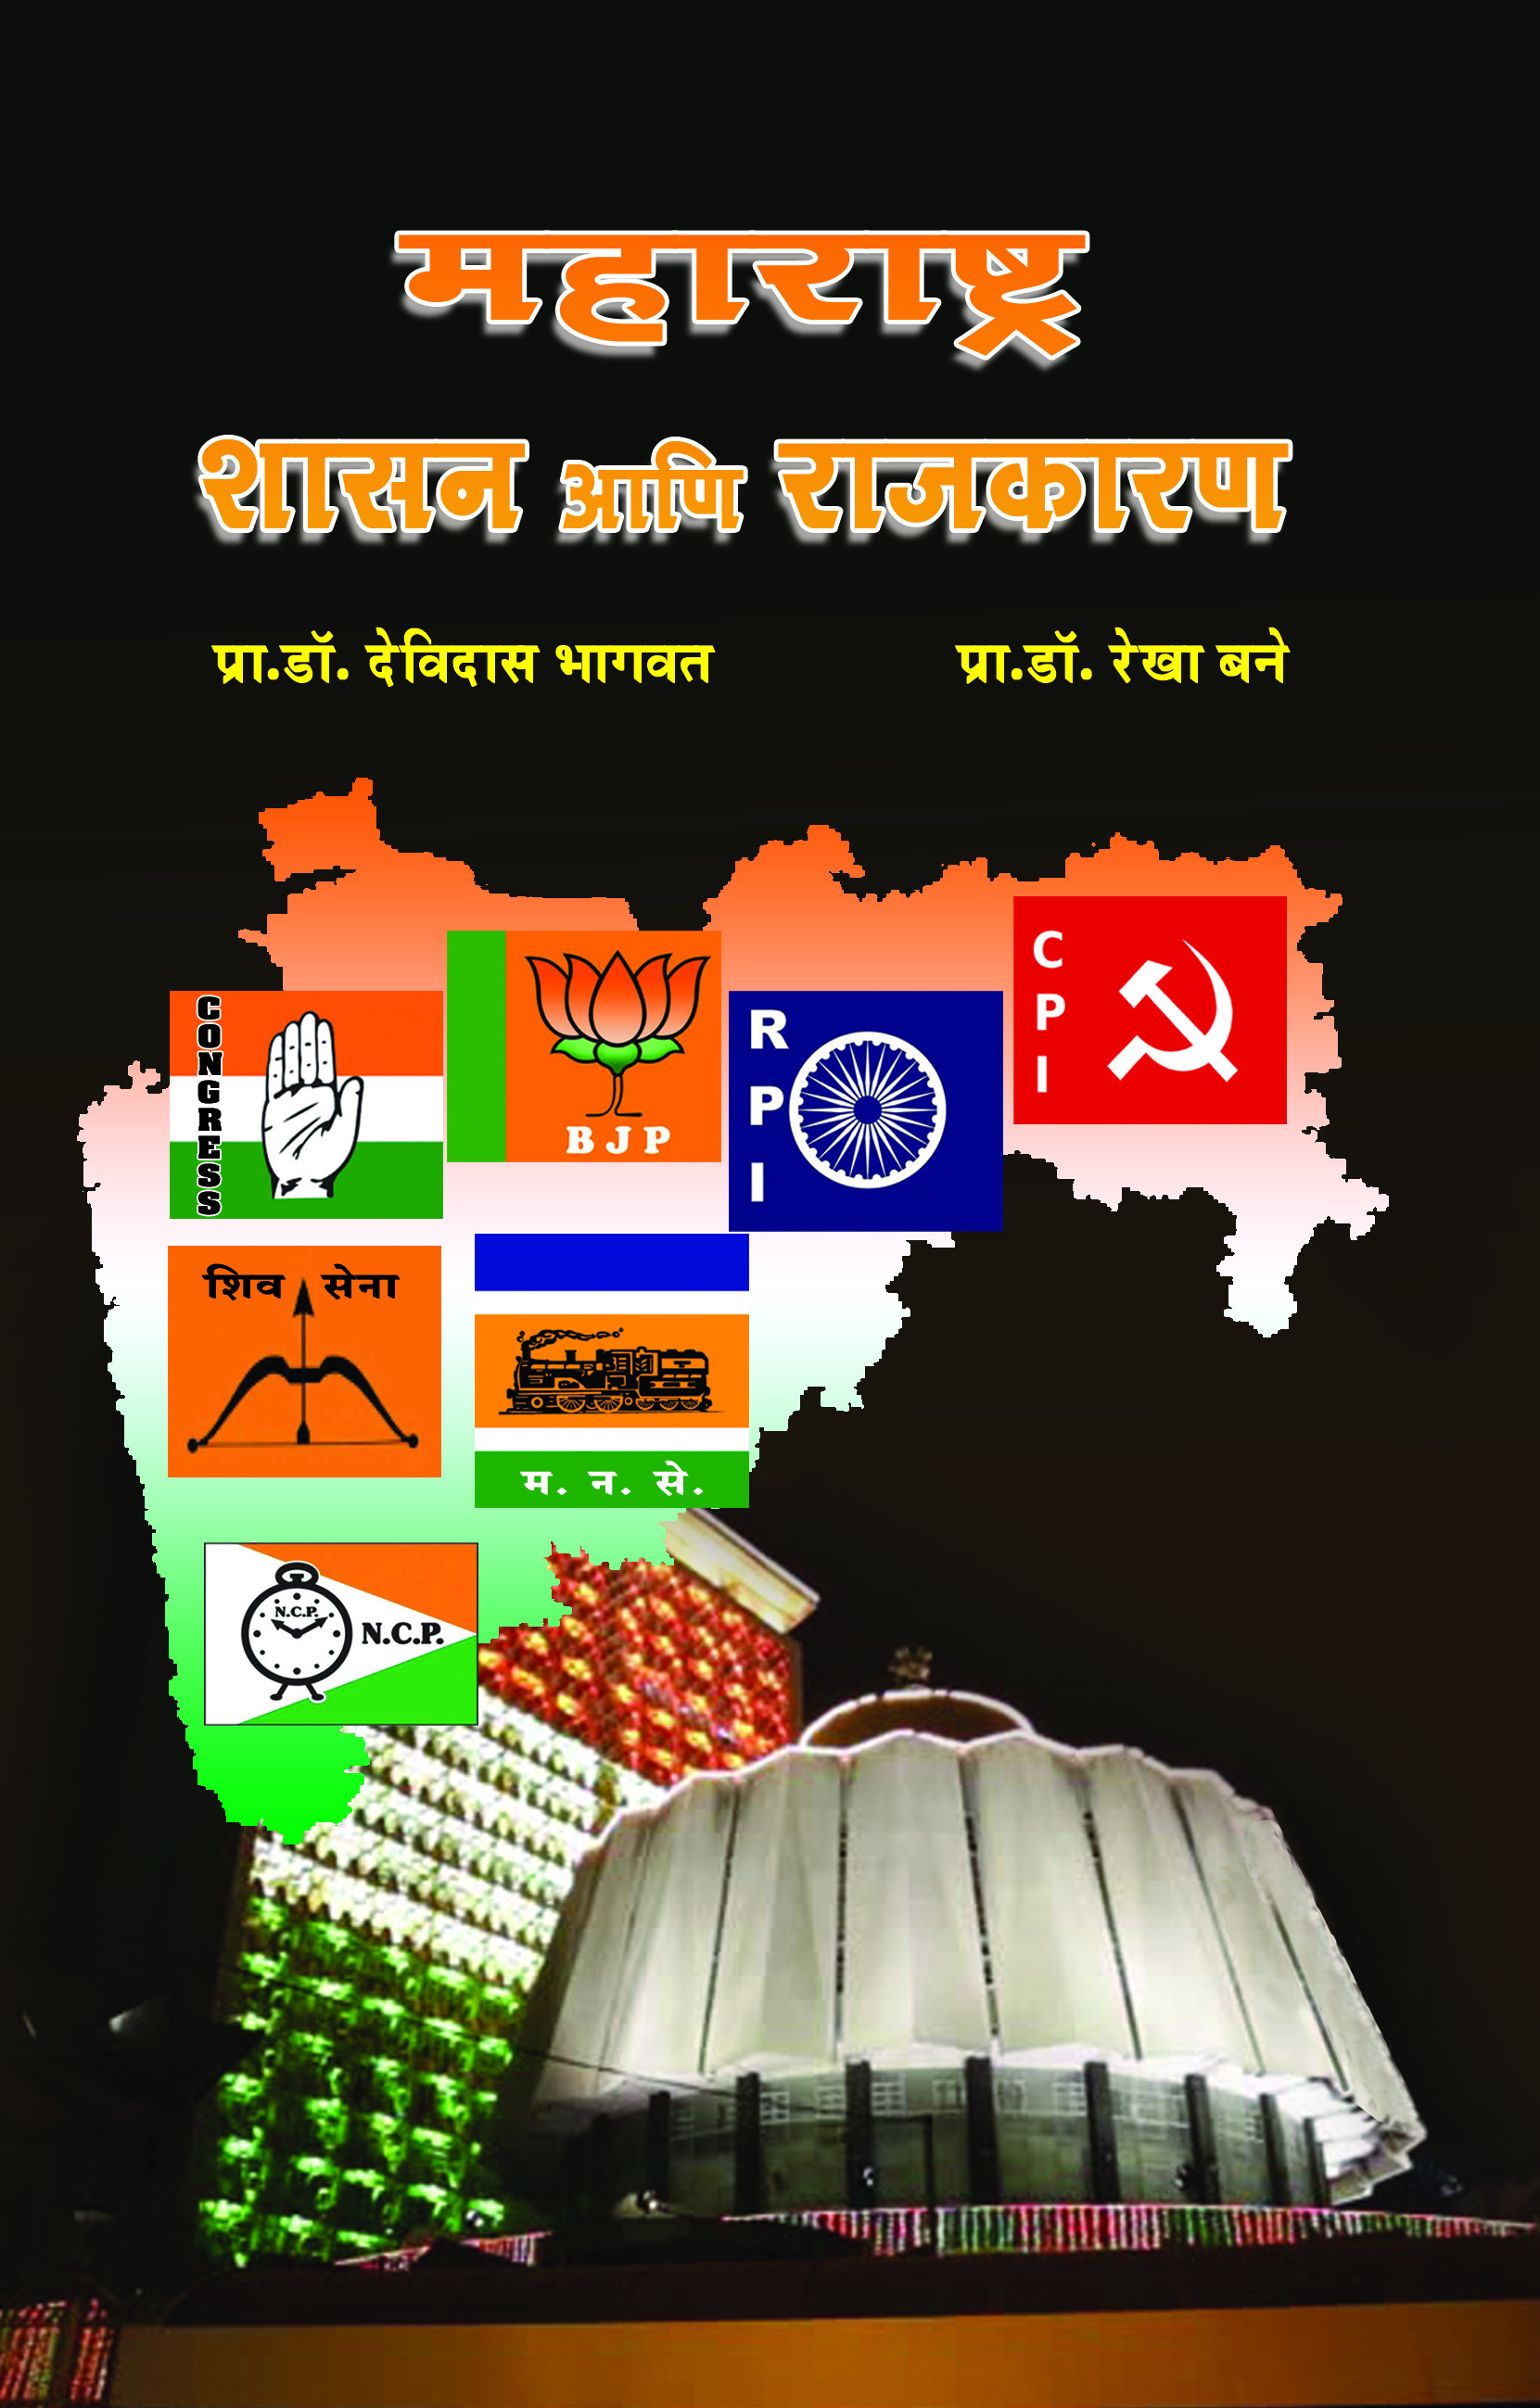 महाराष्ट्र
शासन आणि राजकारण
प्रा.डॉ. देविदास भागवत
प्रा.डॉ. रेखा बने
CONGRESS
BJP
RPI
CPI
शिव सेना
म. न. से.
N.C.P.
N.C.P.